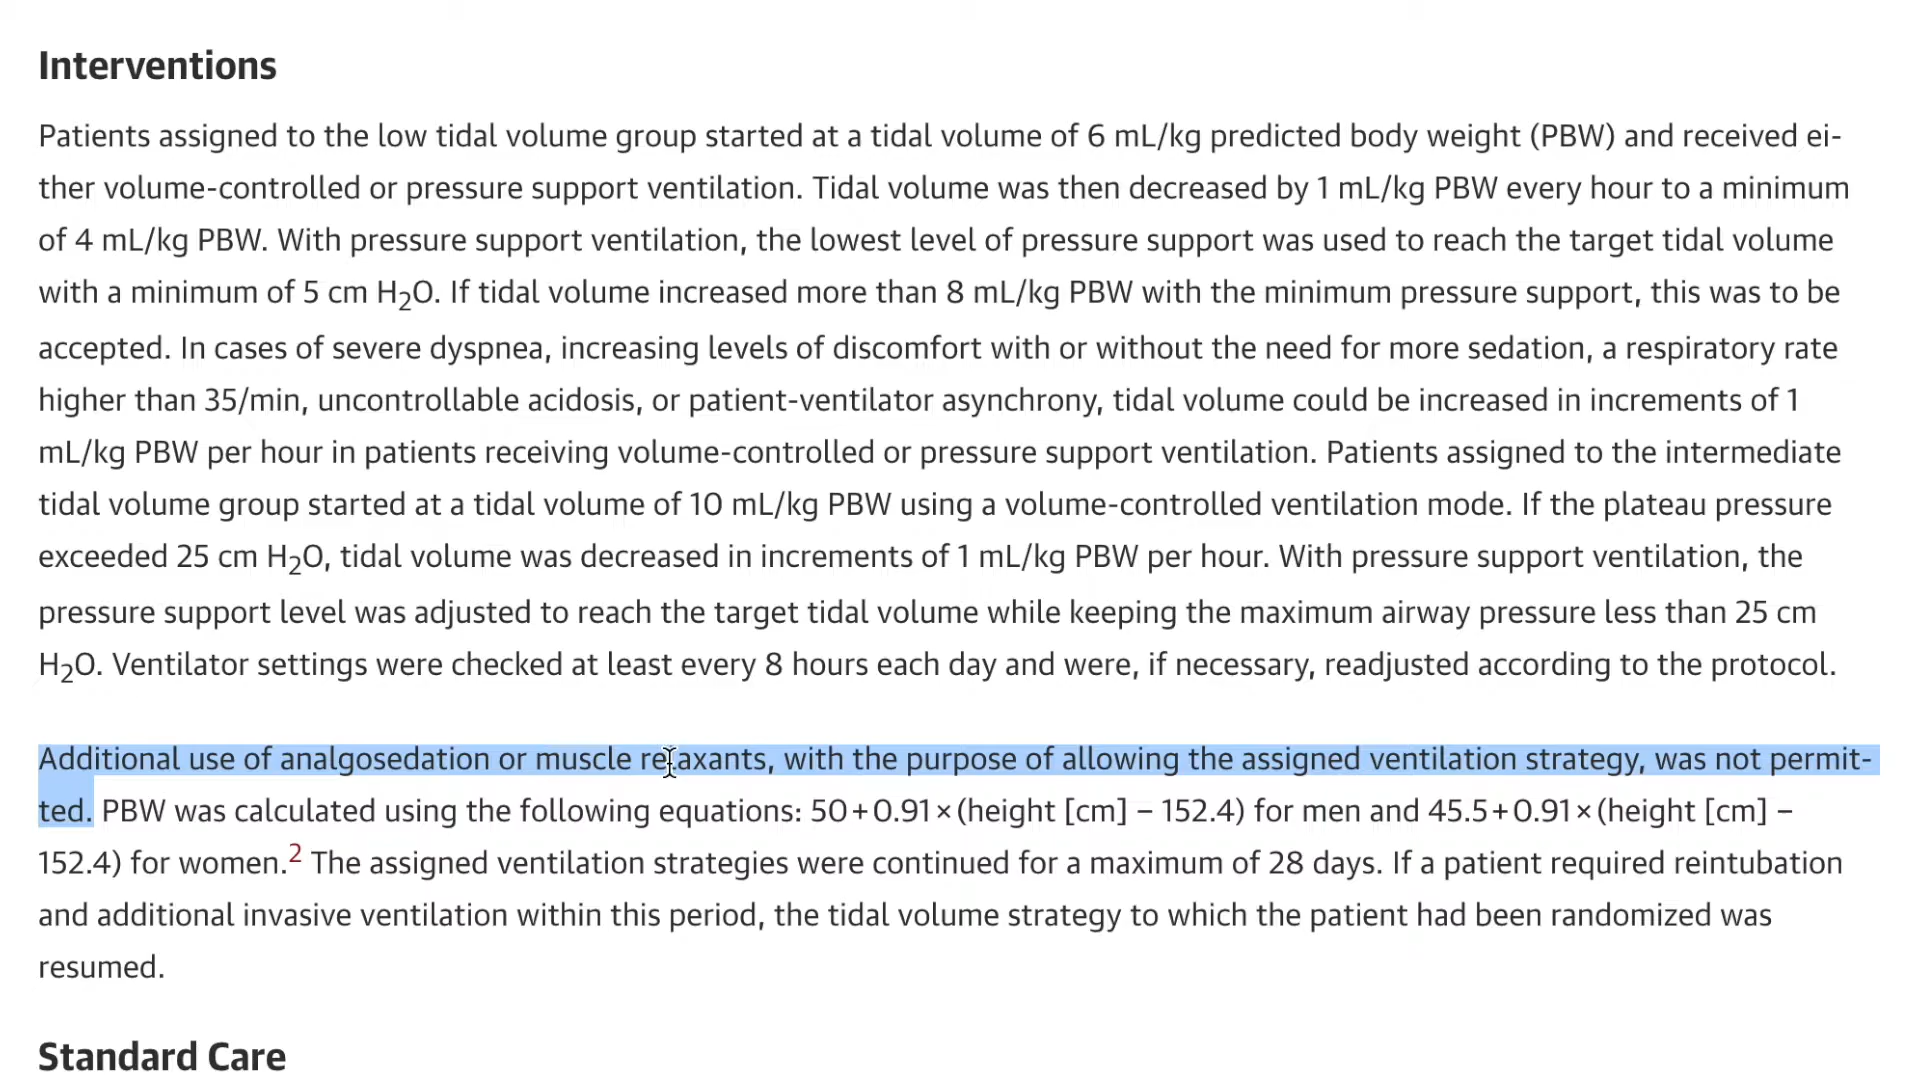 Interventions
Patients assigned to the low tidal volume group started at a tidal volume of 6 mL/kg predicted body weight (PBW) and received ei-
ther volume-controlled or pressure support ventilation. Tidal volume was then decreased by 1 mL/kg PBW every hour to a minimum
of 4 mL/kg PBW. With pressure support ventilation, the lowest level of pressure support was used to reach the target tidal volume
with a minimum of 5 cm H₂O. If tidal volume increased more than 8 mL/kg PBW with the minimum pressure support, this was to be
accepted. In cases of severe dyspnea, increasing levels of discomfort with or without the need for more sedation, a respiratory rate
higher than 35/min, uncontrollable acidosis, or patient-ventilator asynchrony, tidal volume could be increased in increments of 1
mL/kg PBW per hour in patients receiving volume-controlled or pressure support ventilation. Patients assigned to the intermediate
tidal volume group started at a tidal volume of 10 mL/kg PBW using a volume-controlled ventilation mode. If the plateau pressure
exceeded 25 cm H₂O, tidal volume was decreased in increments of 1 mL/kg PBW per hour. With pressure support ventilation, the
pressure support level was adjusted to reach the target tidal volume while keeping the maximum airway pressure less than 25 cm
H₂O. Ventilator settings were checked at least every 8 hours each day and were, if necessary, readjusted according to the protocol.
Additional use of analgosedation or muscle relaxants, with the purpose of allowing the assigned ventilation strategy, was not permit-
ted. PBW was calculated using the following equations: 50+0.91×(height [cm] – 152.4) for men and 45.5+0.91×(height [cm] –
152.4) for women.² The assigned ventilation strategies were continued for a maximum of 28 days. If a patient required reintubation
and additional invasive ventilation within this period, the tidal volume strategy to which the patient had been randomized was
resumed.
Standard Care